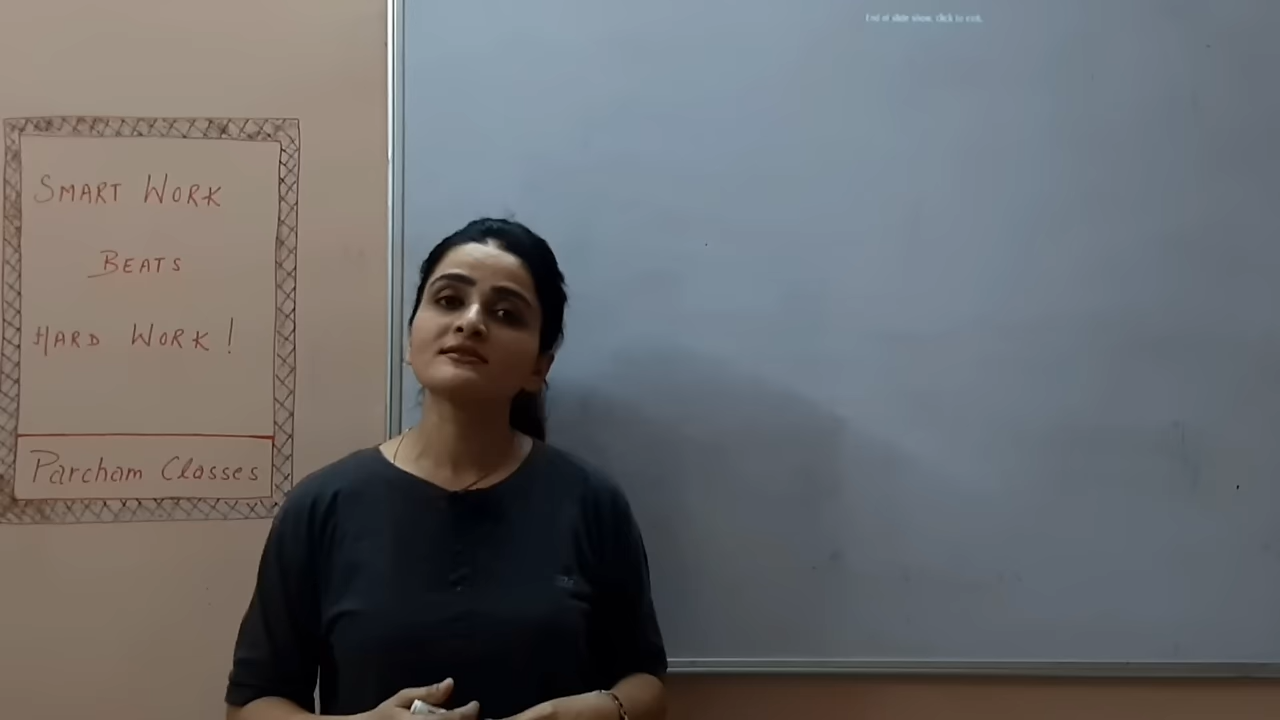 SMART WORK
BEATS
HARD WORK!
Parcham Classes
End of slide show, click to exit.